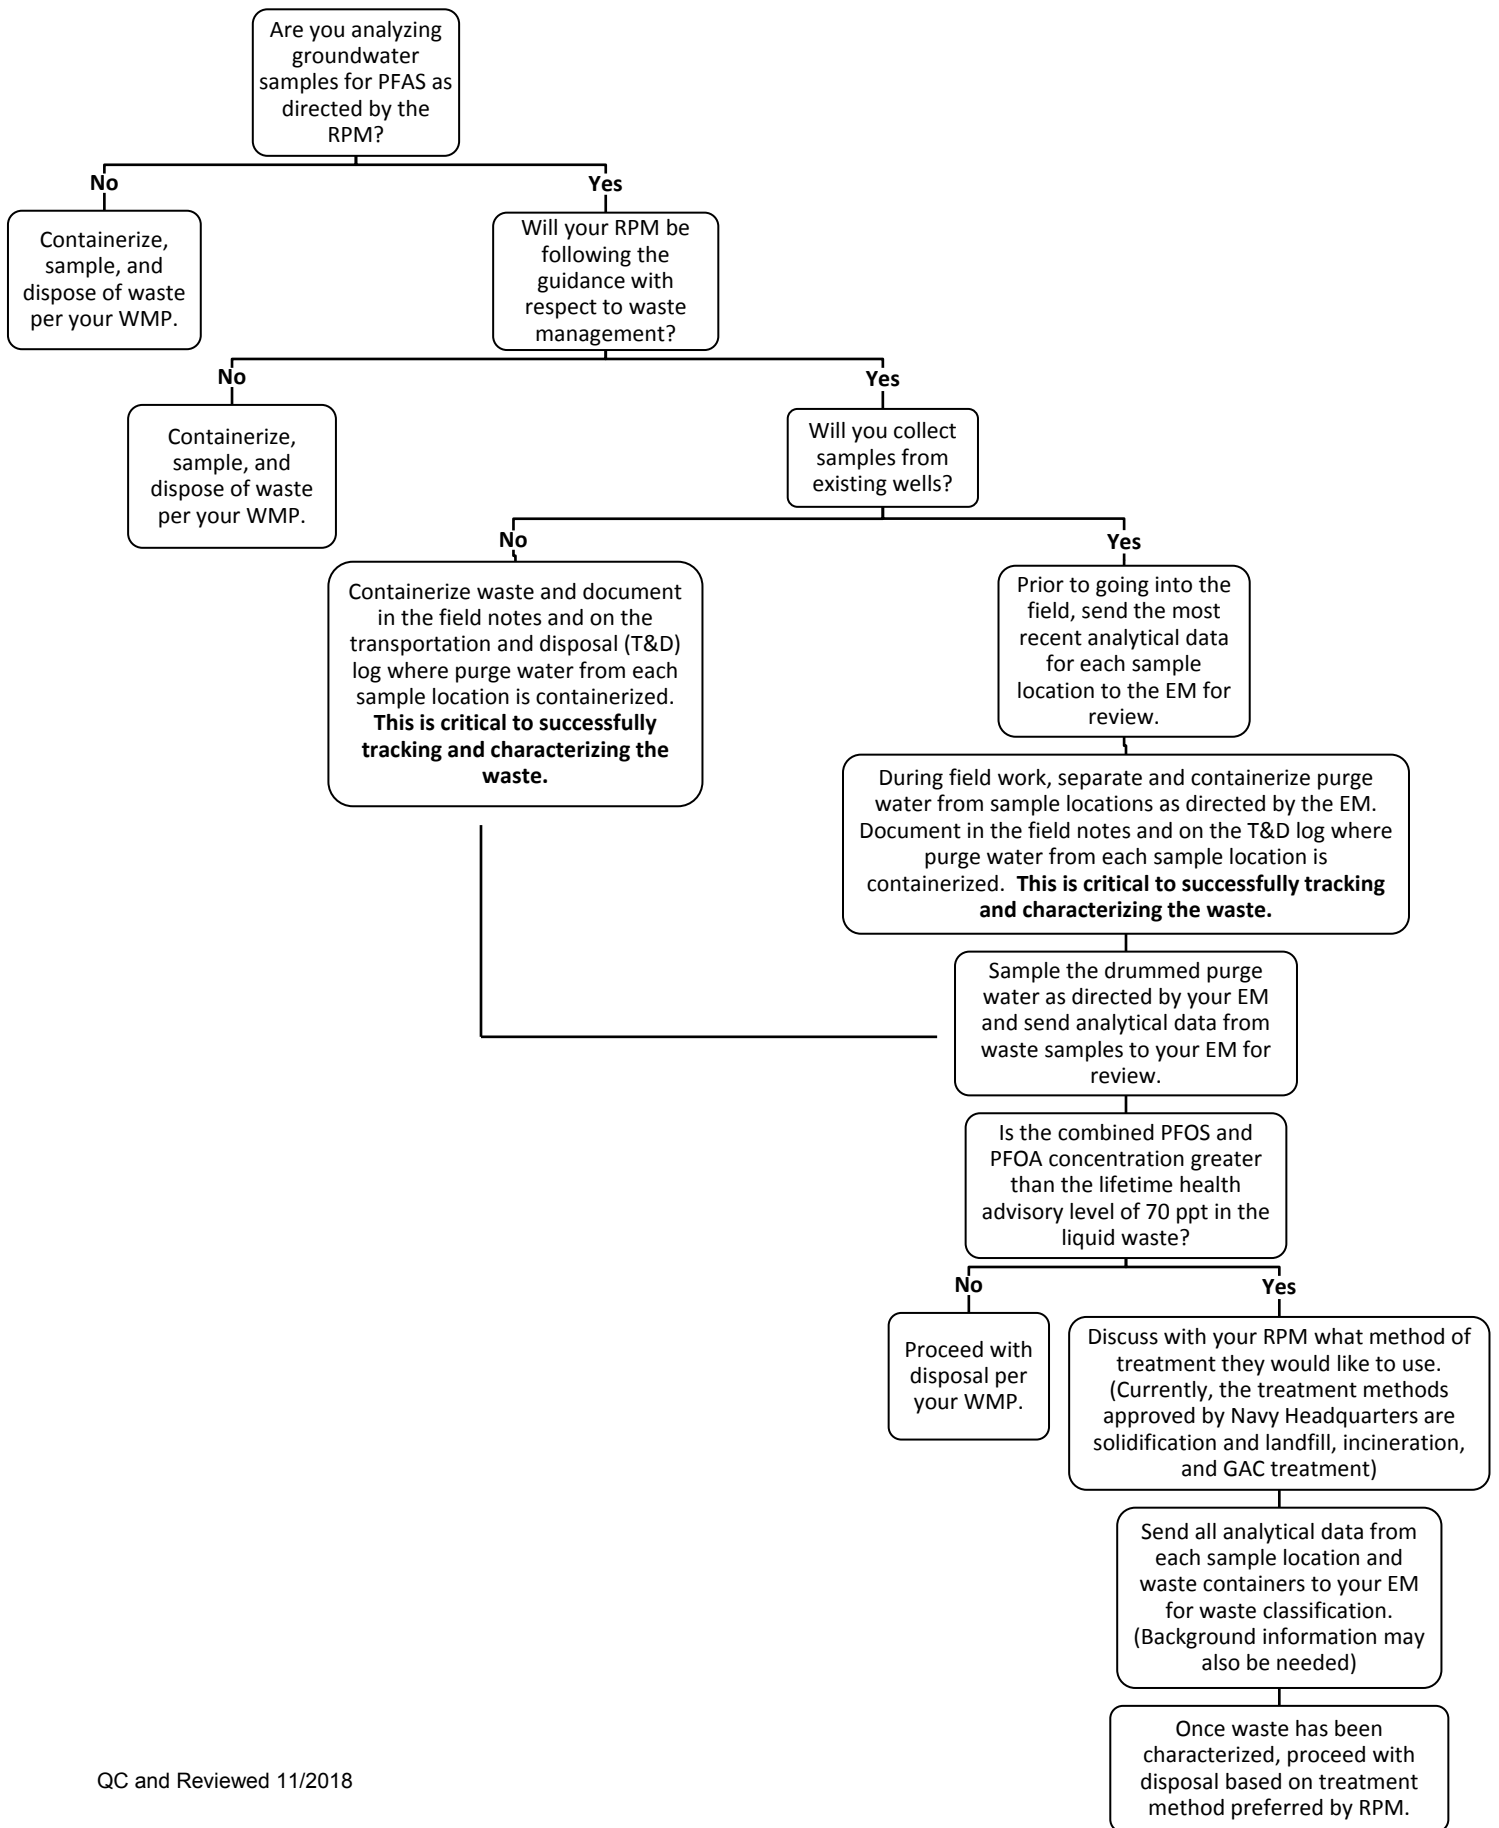 Are you analyzing
groundwater
samples for PFAS as
directed by the
RPM?
No
Yes
Containerize,
sample, and
dispose of waste
per your WMP.
Will your RPM be
following the
guidance with
respect to waste
management?
No
Yes
Containerize,
sample, and
dispose of waste
per your WMP.
Will you collect
samples from
existing wells?
No
Yes
Containerize waste and document
in the field notes and on the
transportation and disposal (T&D)
log where purge water from each
sample location is containerized.
This is critical to successfully
tracking and characterizing the
waste.
Prior to going into the
field, send the most
recent analytical data
for each sample
location to the EM for
review.
During field work, separate and containerize purge
water from sample locations as directed by the EM.
Document in the field notes and on the T&D log where
purge water from each sample location is
containerized.  This is critical to successfully tracking
and characterizing the waste.
Sample the drummed purge
water as directed by your EM
and send analytical data from
waste samples to your EM for
review.
Is the combined PFOS and
PFOA concentration greater
than the lifetime health
advisory level of 70 ppt in the
liquid waste?
No
Yes
Proceed with
disposal per
your WMP.
Discuss with your RPM what method of
treatment they would like to use.
(Currently, the treatment methods
approved by Navy Headquarters are
solidification and landfill, incineration,
and GAC treatment)
Send all analytical data from
each sample location and
waste containers to your EM
for waste classification.
(Background information may
also be needed)
Once waste has been
characterized, proceed with
disposal based on treatment
method preferred by RPM.
QC and Reviewed 11/2018